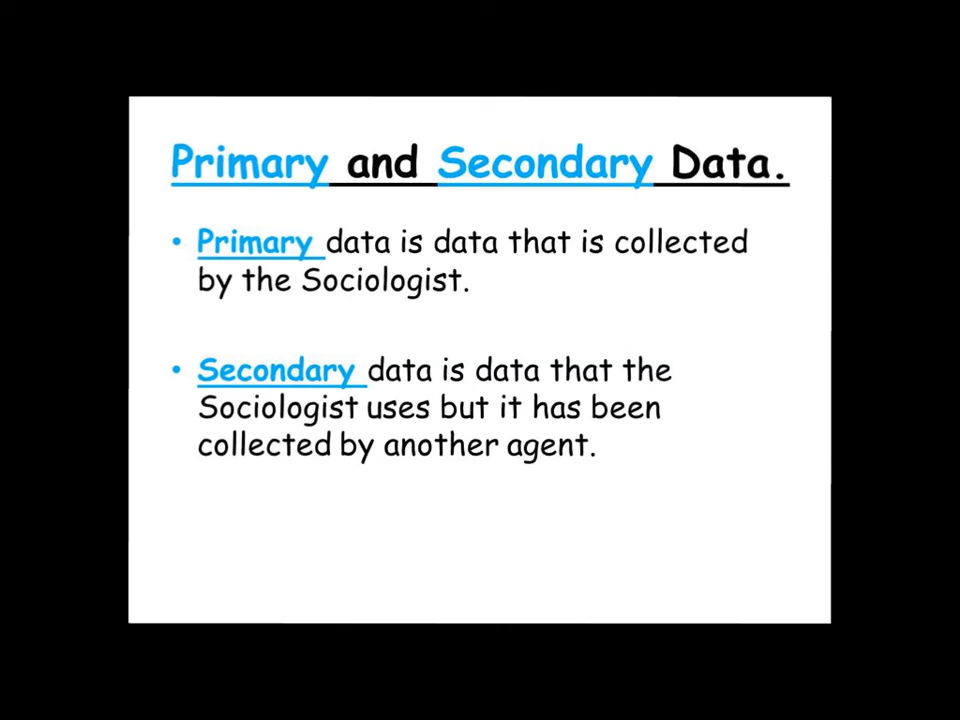 Primary and Secondary Data.
• Primary data is data that is collected
by the Sociologist.
• Secondary data is data that the
Sociologist uses but it has been
collected by another agent.